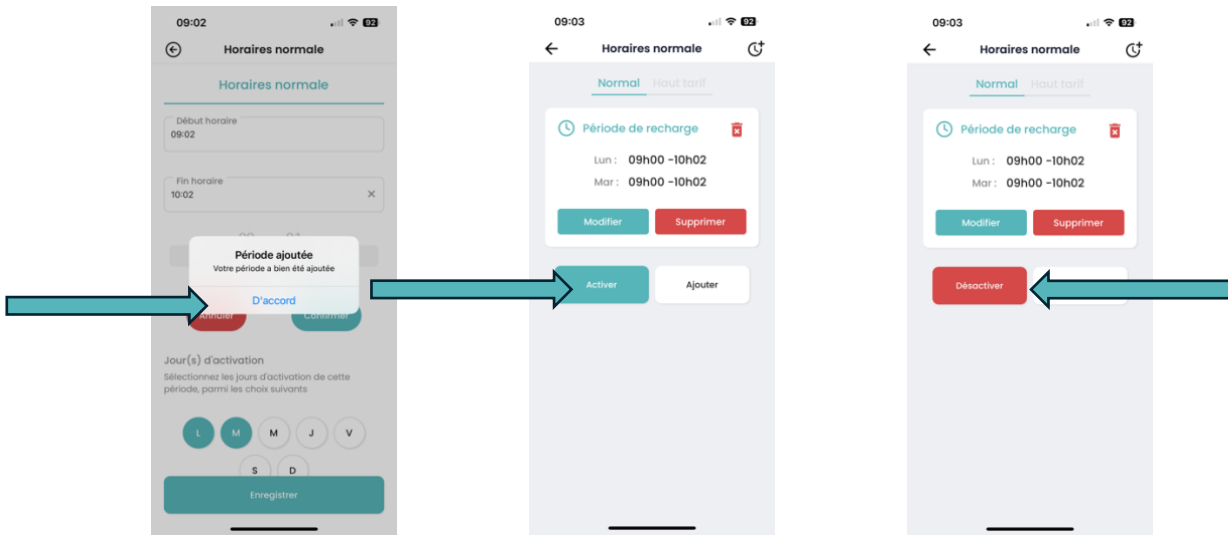 09:02
92
Horaires normale
Horaires normale
Début horaire
09:02
Fin horaire
10:02
Période ajoutée
Votre période a bien été ajoutée
D'accord
Annuler
Confirmer
Jour(s) d'activation
Sélectionnez les jours d'activation de cette
période, parmi les choix suivants
L M M J V
S D
Enregistrer
09:03
92
Horaires normale
Normal Haut tarif
Période de recharge
Lun : 09h00 -10h02
Mar : 09h00 -10h02
Modifier Supprimer
Activer Ajouter
09:03
92
Horaires normale
Normal Haut tarif
Période de recharge
Lun : 09h00 -10h02
Mar : 09h00 -10h02
Modifier Supprimer
Désactiver